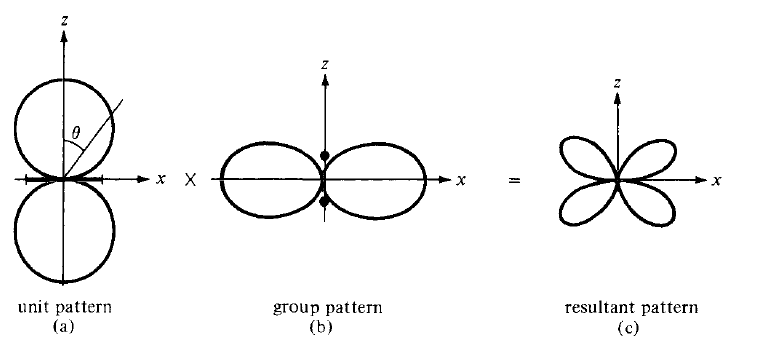 z
θ
x
unit pattern
(a)
X
z
x
group pattern
(b)
=
z
x
resultant pattern
(c)